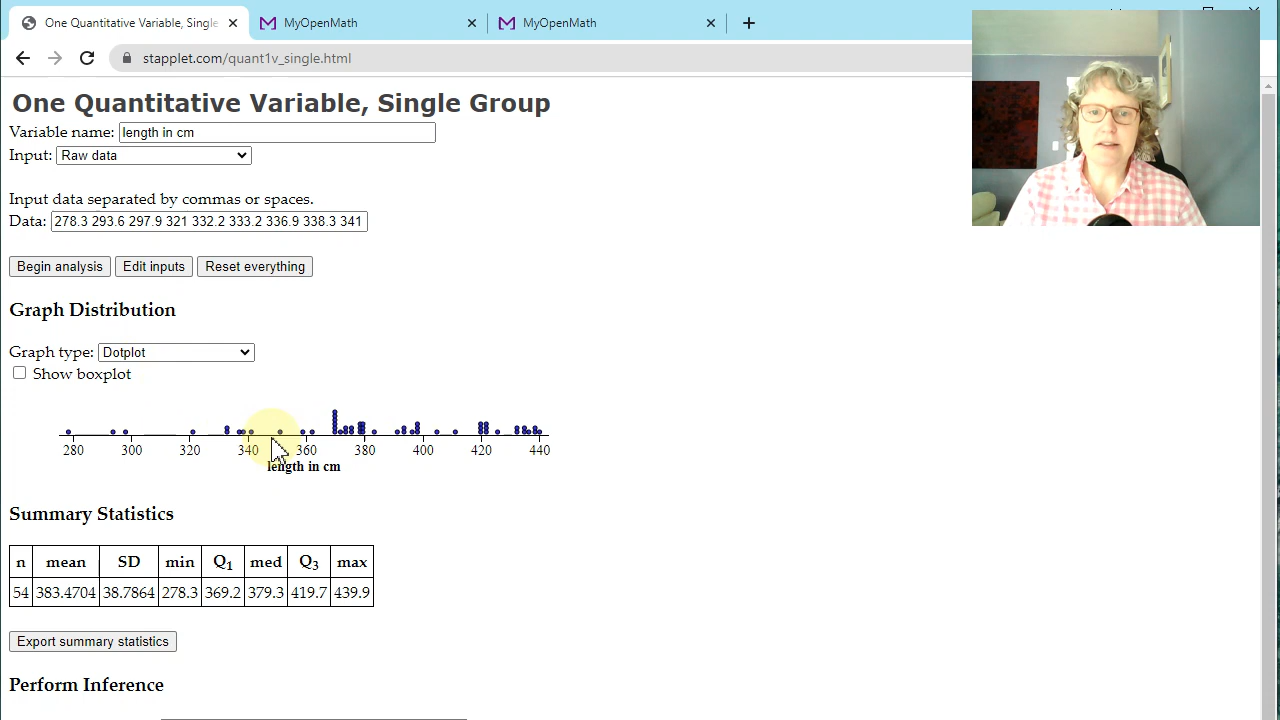 One Quantitative Variable, Single
MyOpenMath
MyOpenMath
stapplet.com/quant1v_single.html
One Quantitative Variable, Single Group
Variable name: length in cm
Input: Raw data
Input data separated by commas or spaces.
Data: 278.3 293.6 297.9 321 332.2 333.2 336.9 338.3 341
Begin analysis Edit inputs Reset everything
Graph Distribution
Graph type: Dotplot
Show boxplot
280 300 320 340 360 380 400 420 440
length in cm
Summary Statistics
n mean SD min Q1 med Q3 max
54 383.4704 38.7864 278.3 369.2 379.3 419.7 439.9
Export summary statistics
Perform Inference